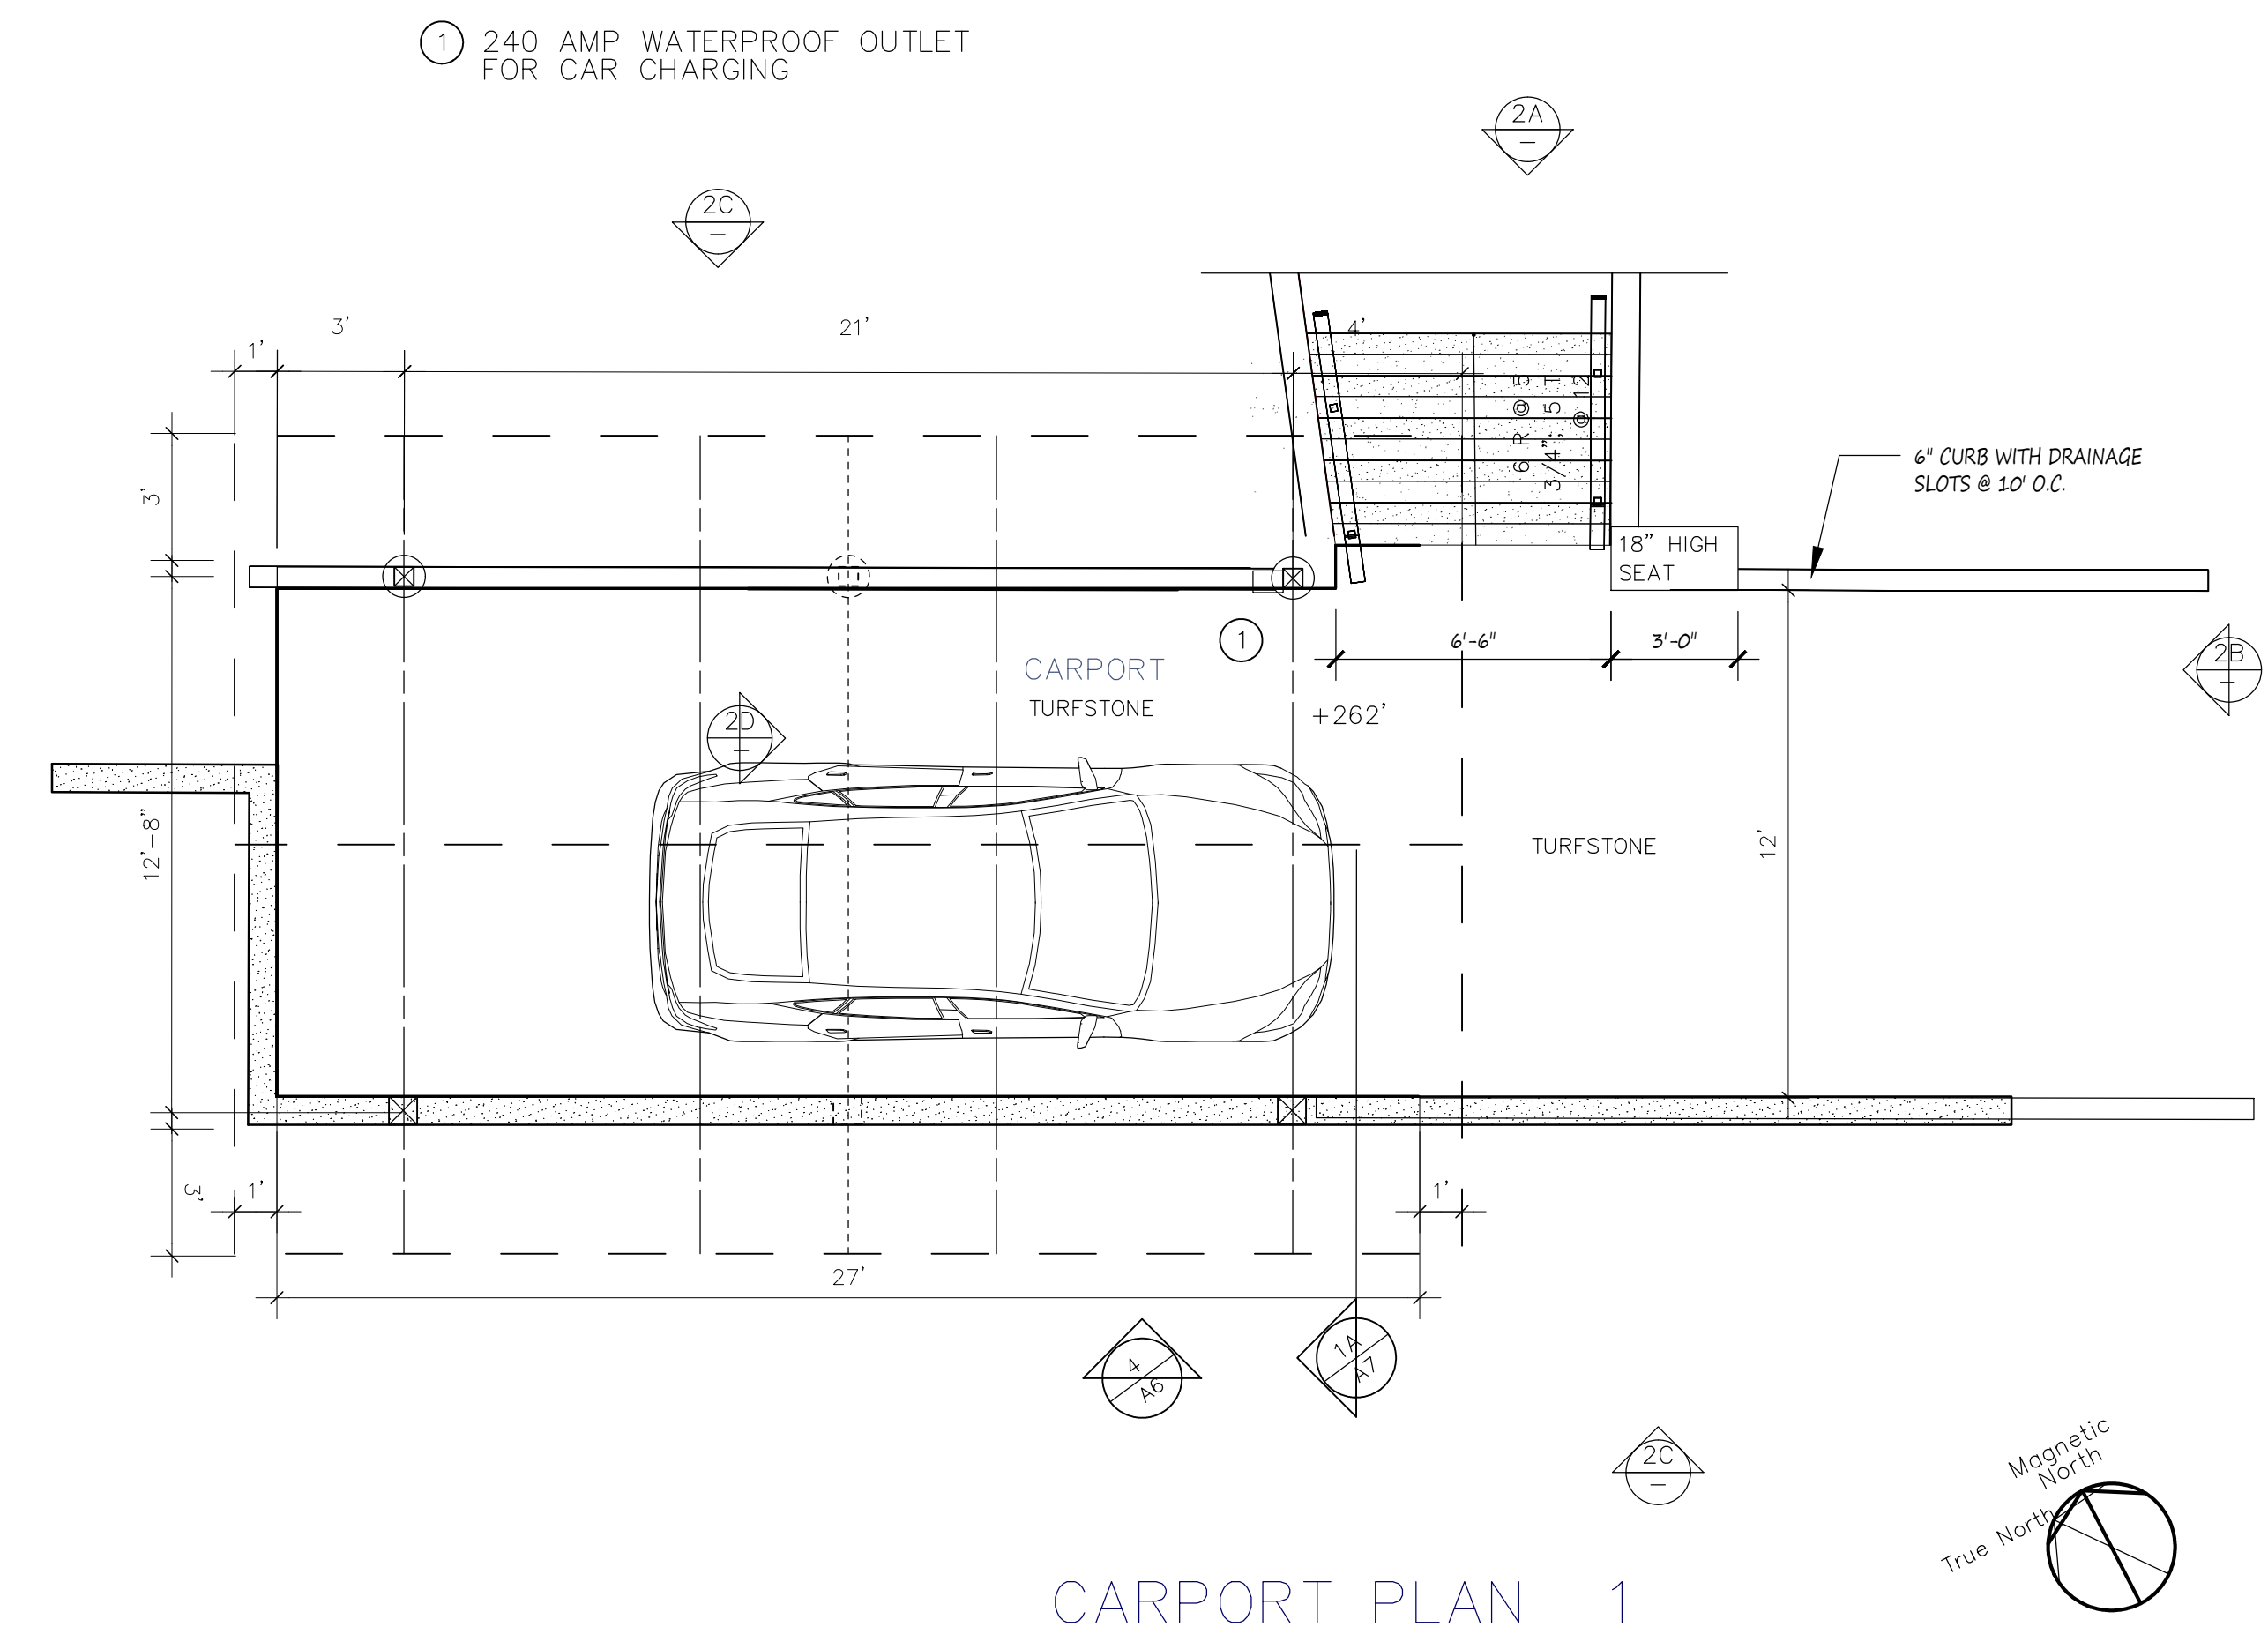 1 240 AMP WATERPROOF OUTLET
FOR CAR CHARGING
2A
–
2C
–
3'
21'
4'
1'
6 R @ 5
3/4"; 5 T
@ 12
3'
6" CURB WITH DRAINAGE
SLOTS @ 10' O.C.
18" HIGH
SEAT
1
6'-6"
3'-0"
2B
–
CARPORT
TURFSTONE
+262'
2D
–
12'-8"
TURFSTONE
12'
3'
1'
1'
27'
4
A6
1A
A7
2C
–
Magnetic
North
True North
CARPORT PLAN 1